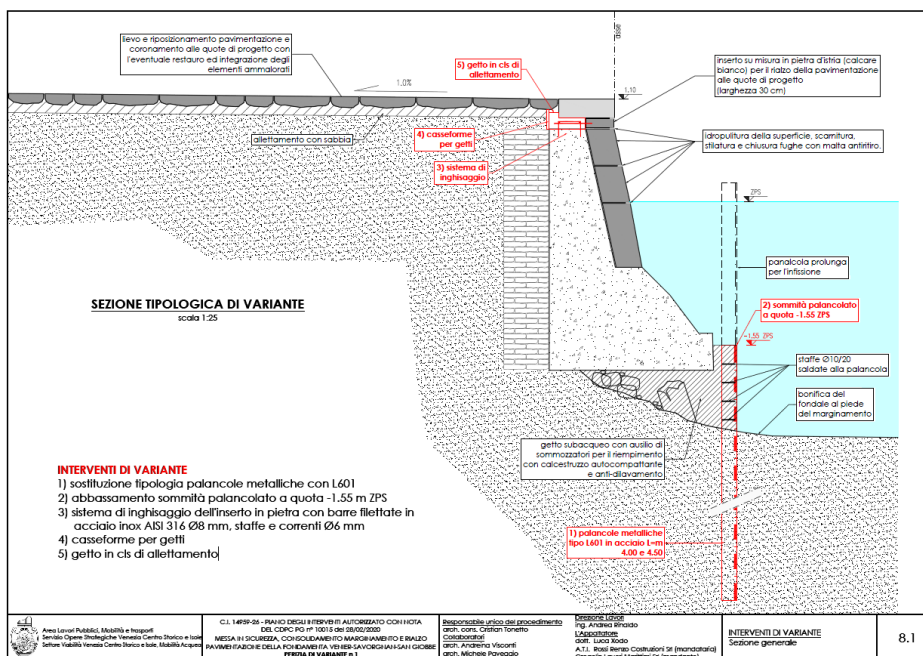 lievo e riposizionamento pavimentazione e
coronamento alle quote di progetto con
l'eventuale restauro ed integrazione degli
elementi ammalorati
1.0%
5) getto in cls di
allettamento
asse
1,10
inserto su misura in pietra d'istria (calcare
bianco) per il rialzo della pavimentazione
alle quote di progetto
(larghezza 30 cm)
allettamento con sabbia
4) casseforme
per getti
3) sistema di
inghisaggio
idropulitura della superficie, scarnitura,
stilatura e chiusura fughe con malta antiritiro.
ZPS
panalcola prolunga
per l'infissione
SEZIONE TIPOLOGICA DI VARIANTE
scala 1:25
2) sommità palancolato
a quota -1.55 ZPS
-1.55 ZPS
staffe Ø10/20
saldate alla palancola
bonifica del
fondale al piede
del marginamento
getto subacqueo con ausilio di
sommozzatori per il riempimento
con calcestruzzo autocompattante
e anti-dilavamento
INTERVENTI DI VARIANTE
1) sostituzione tipologia palancole metalliche con L601
2) abbassamento sommità palancolato a quota -1.55 m ZPS
3) sistema di inghisaggio dell'inserto in pietra con barre filettate in
acciaio inox AISI 316 Ø8 mm, staffe e correnti Ø6 mm
4) casseforme per getti
5) getto in cls di allettamento
1) palancole metalliche
tipo L601 in acciaio L=m
4.00 e 4.50
Area Lavori Pubblici, Mobilità e trasporti
Servizio Opere Strategiche Venezia Centro Storico e Isole
Settore Viabilità Venezia Centro Storico e Isole, Mobilità Acquea
C.I. 14959-26 - PIANO DEGLI INTERVENTI AUTORIZZATO CON NOTA
DEL CDPC PG n° 10015 del 28/02/2020
MESSA IN SICUREZZA, CONSOLIDAMENTO MARGINAMENTO E RIALZO
PAVIMENTAZIONE DELLA FONDAMENTA VENIER-SAVORGNAN-SAN GIOBBE
PERIZIA DI VARIANTE n.1
Responsabile unico del procedimento
arch. cons. Cristian Tonetto
Collaboratori
arch. Andreina Visconti
arch. Michele Paveggio
Direzione Lavori
ing. Andrea Rinaldo
L'Appaltatore
dott. Luca Rodo
A.T.I. Rossi Renzo Costruzioni Srl (mandataria)
INTERVENTI DI VARIANTE
Sezione generale
8.1